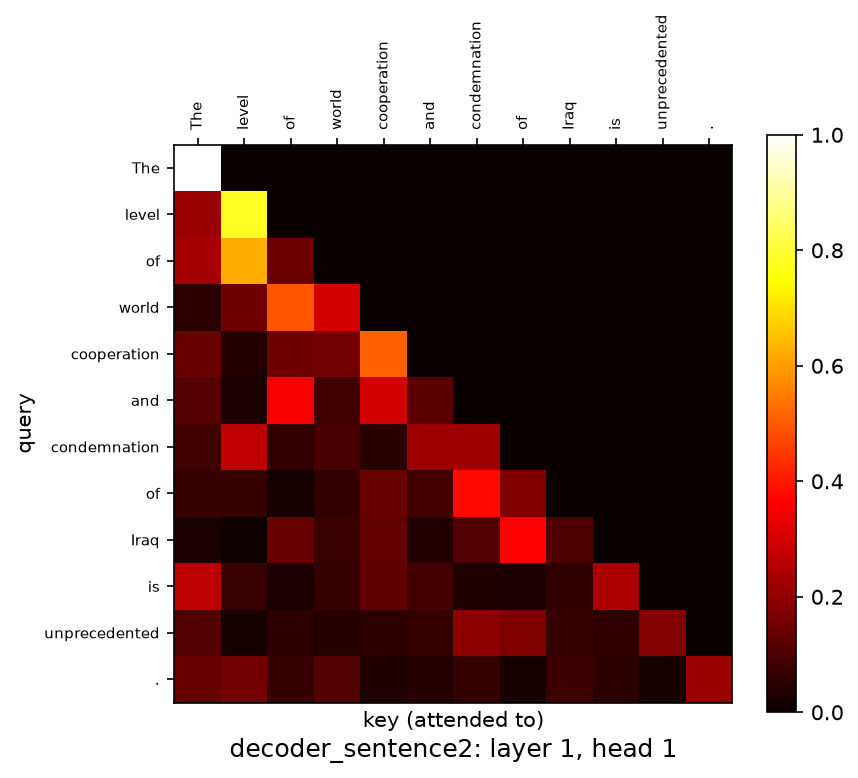 The level of world cooperation and condemnation of Iraq is unprecedented .
The
level
of
world
cooperation
and
condemnation
of
Iraq
is
unprecedented
.
query
key (attended to)
decoder_sentence2: layer 1, head 1
1.0
0.8
0.6
0.4
0.2
0.0